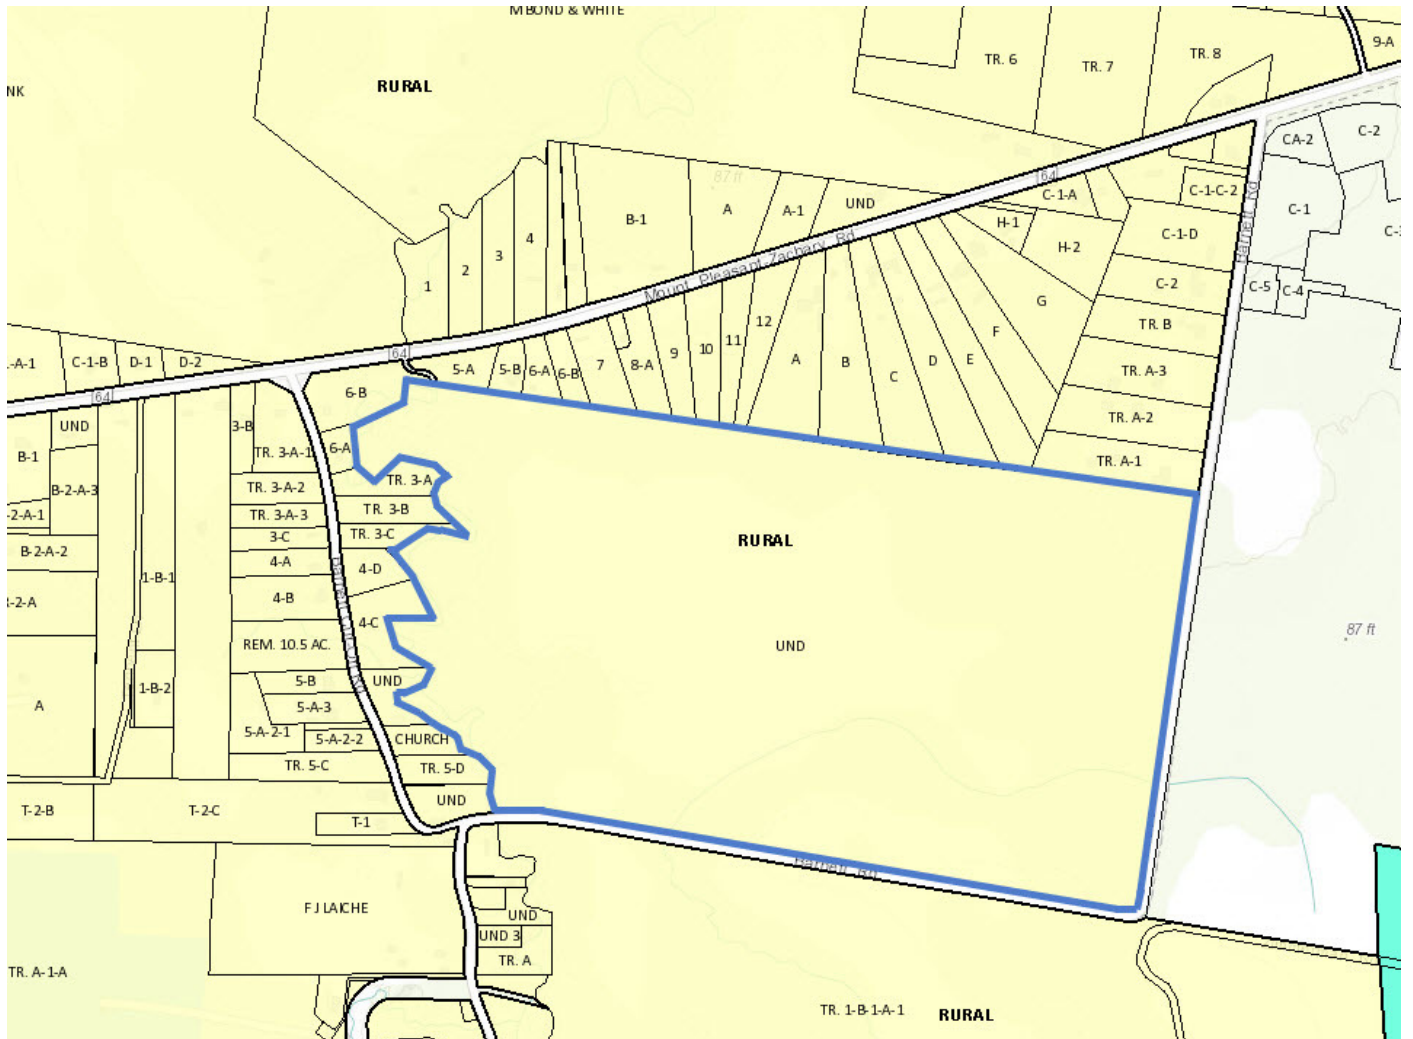 M BOND & WHITE
9-A
TR. 6
TR. 7
TR. 8
RURAL
NK
C-2
CA-2
87 ft
64
C-1-A
C-1-C-2
UND
A
A-1
B-1
C-1
H-1
4
C-1-D
Barnett Rd
H-2
3
2
Mount Pleasant-Zachary Rd
C-2
C-5
C-4
1
G
12
TR. B
F
11
10
9
64
A
B
E
D
C
8-A
7
6-B
6-A
5-B
5-A
TR. A-3
C-1-B
D-1
D-2
6-B
64
TR. A-2
UND
3-B
TR. 3-A-1
6-A
B-1
TR. A-1
B-2-A-3
TR. 3-A-2
TR. 3-A
TR. 3-A-3
TR. 3-B
3-C
TR. 3-C
RURAL
B-2-A-2
4-A
4-D
1-B-1
4-B
4-C
87 ft
REM. 10.5 AC.
UND
5-B
UND
1-B-2
A
5-A-3
5-A-2-1
5-A-2-2
CHURCH
TR. 5-C
TR. 5-D
UND
T-2-B
T-2-C
T-1
Barnett Rd
F J LAICHE
UND
UND 3
TR. A
TR. A-1-A
TR. 1-B-1-A-1
RURAL